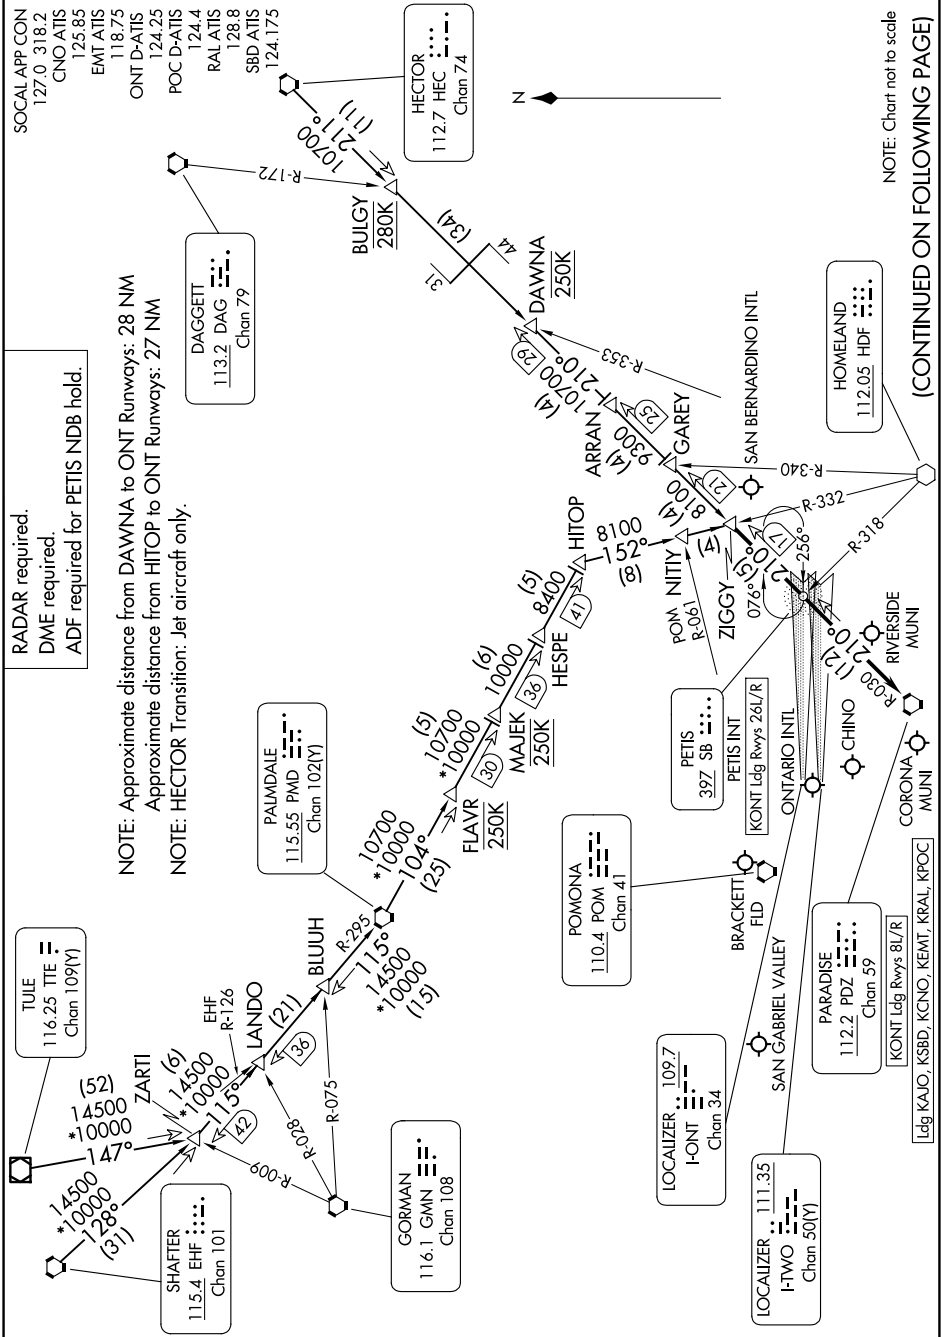 SOCAL APP CON
127.0 318.2
CNO ATIS
125.85
EMT ATIS
118.75
ONT D-ATIS
124.25
POC D-ATIS
124.4
RAL ATIS
128.8
SBD ATIS
124.175
RADAR required.
DME required.
ADF required for PETIS NDB hold.
NOTE: Approximate distance from DAWNA to ONT Runways: 28 NM
Approximate distance from HITOP to ONT Runways: 27 NM
NOTE: HECTOR Transition: Jet aircraft only.
TULE
116.25 TTE
Chan 109(Y)
(52)
14500
*10000
147°
ZARTI
14500
*10000
128°
(31)
SHAFTER
115.4 EHF
Chan 101
(6)
14500
*10000
115°
42
EHF
R-126
LANDO
(21)
36
BLUUH
R-009
R-028
R-075
GORMAN
116.1 GMN
Chan 108
R-295
115°
14500
*10000
(15)
PALMDALE
115.55 PMD
Chan 102(Y)
10700
*10000
104°
(25)
FLAVR
250K
(5)
10700
*10000
30
MAJEK
250K
(6)
10000
36
HESPE
(5)
8400
41
HITOP
8100
152°
(8)
NITIY
POM
R-061
(4)
ZIGGY
HECTOR
112.7 HEC
Chan 74
10700
211°
(11)
DAGGETT
113.2 DAG
Chan 79
R-172
BULGY
280K
(34)
31
44
DAWNA
250K
R-353
29
210°
10700
(4)
ARRAN
25
9300
(4)
GAREY
21
8100
(4)
SAN BERNARDINO INTL
R-340
R-332
R-318
HOMELAND
112.05 HDF
17
210°
(5)
076°
256°
PETIS
397 SB
PETIS INT
KONT Ldg Rwys 26L/R
ONTARIO INTL
CHINO
RIVERSIDE
MUNI
210°
(12)
R-030
CORONA
MUNI
PARADISE
112.2 PDZ
Chan 59
KONT Ldg Rwys 8L/R
Ldg KAJO, KSBD, KCNO, KEMT, KRAL, KPOC
POMONA
110.4 POM
Chan 41
BRACKETT
FLD
SAN GABRIEL VALLEY
LOCALIZER 109.7
I-ONT
Chan 34
LOCALIZER 111.35
I-TWO
Chan 50(Y)
N
NOTE: Chart not to scale
(CONTINUED ON FOLLOWING PAGE)